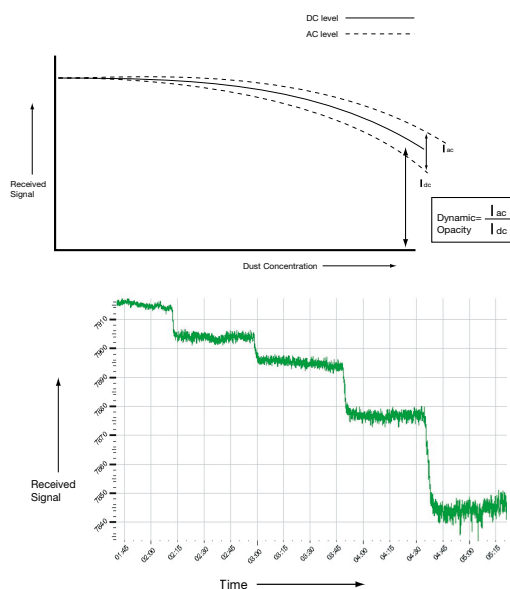 DC level
AC level
Received
Signal
I ac
I dc
Dynamic= I ac
Opacity I dc
Dust Concentration
7910
7900
7890
7880
7870
7860
7850
7840
Received
Signal
01:45 02:00 02:15 02:30 02:45 03:00 03:15 03:30 03:45 04:00 04:15 04:30 04:45 05:00 05:15
Time